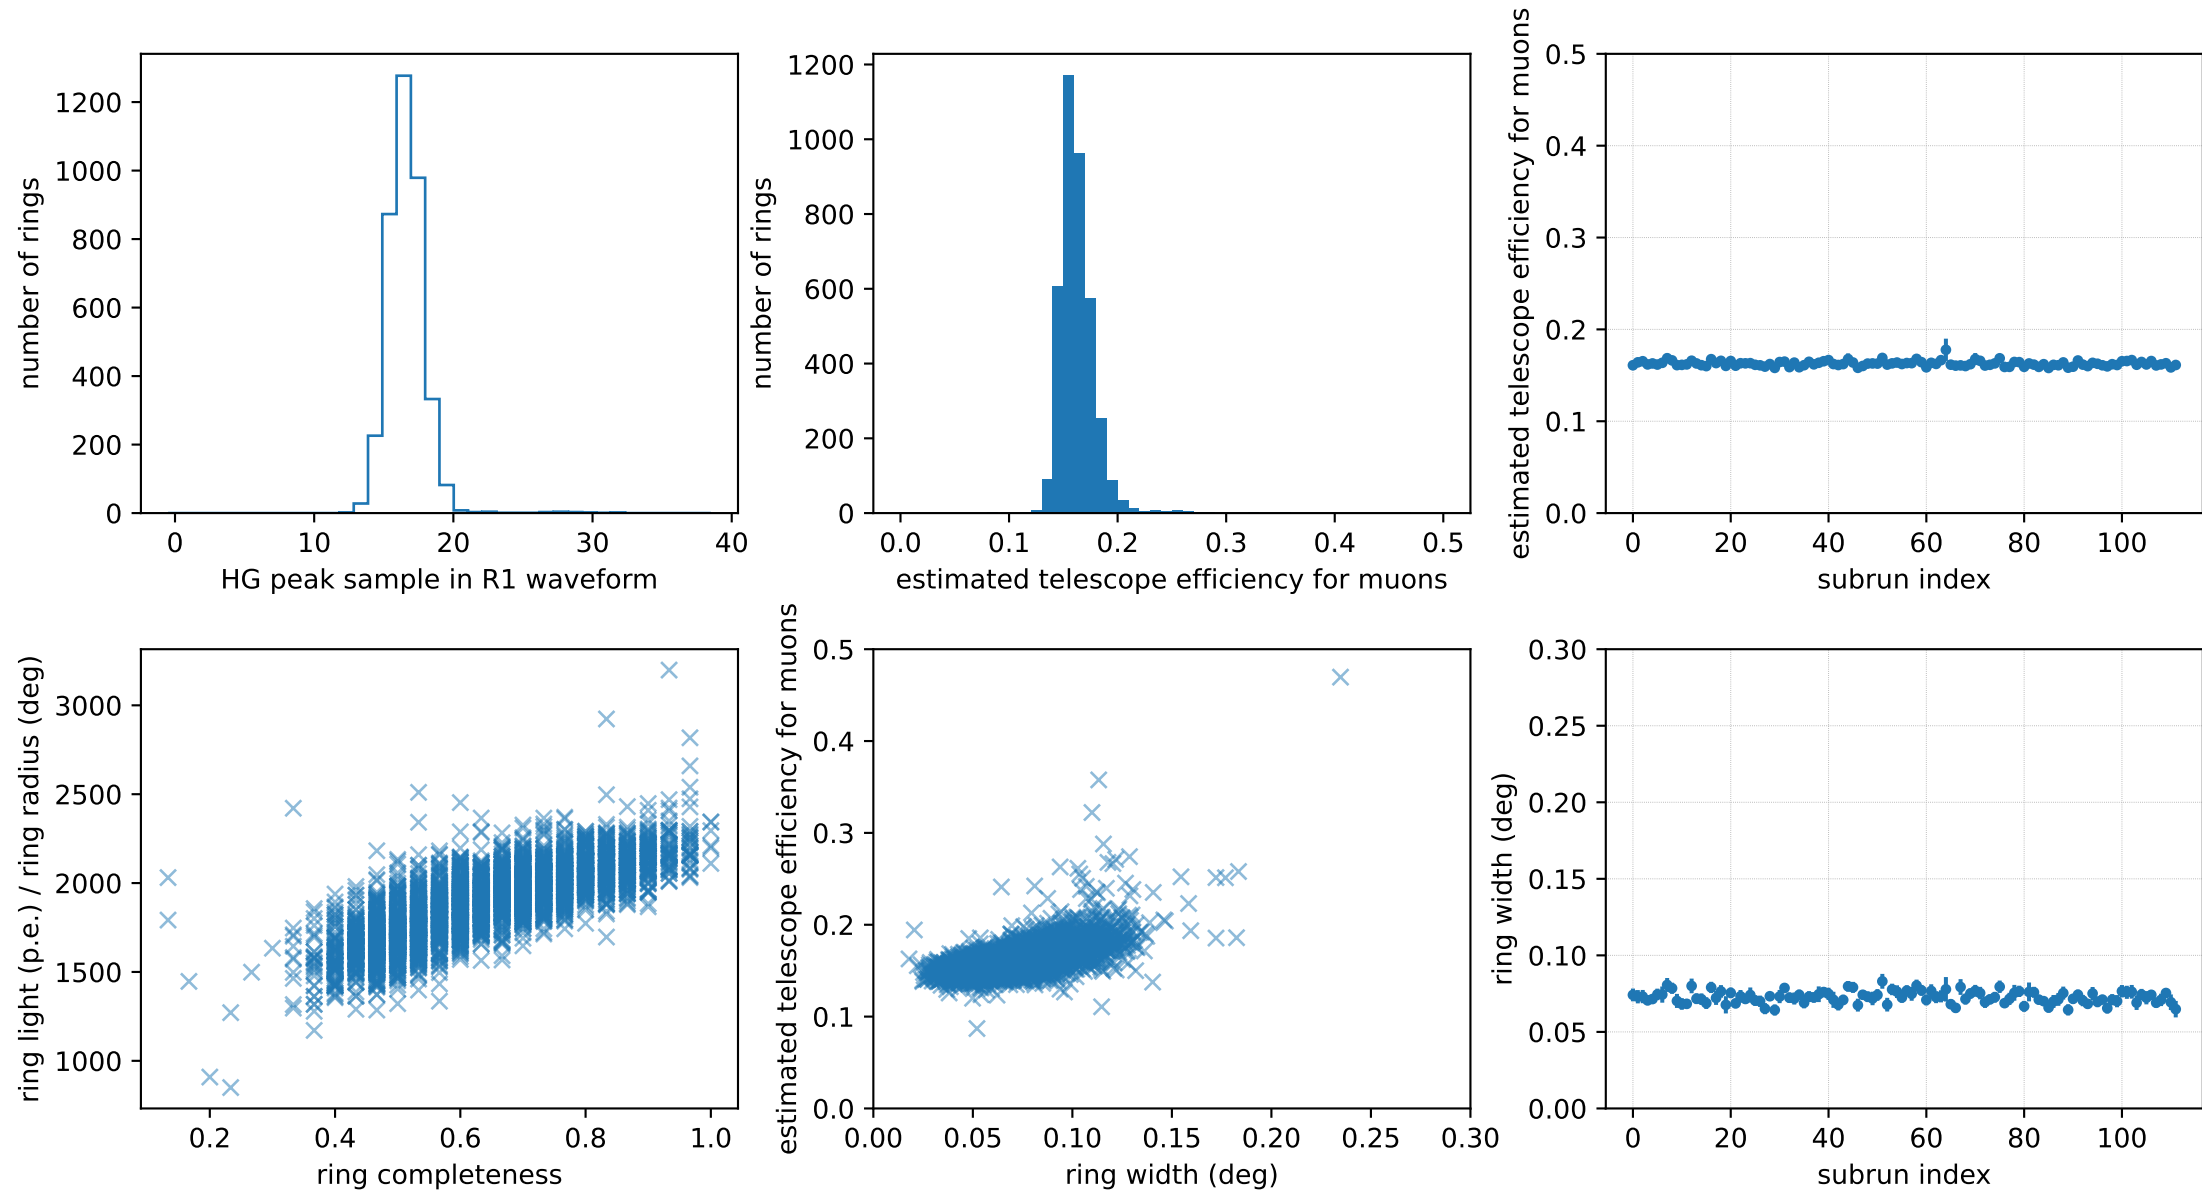 number of rings
1200
1000
800
600
400
200
0
0 10 20 30 40
HG peak sample in R1 waveform
number of rings
1200
1000
800
600
400
200
0
0.0 0.1 0.2 0.3 0.4 0.5
estimated telescope efficiency for muons
estimated telescope efficiency for muons
0.5
0.4
0.3
0.2
0.1
0.0
0 20 40 60 80 100
subrun index
ring light (p.e.) / ring radius (deg)
3000
2500
2000
1500
1000
0.2 0.4 0.6 0.8 1.0
ring completeness
estimated telescope efficiency for muons
0.5
0.4
0.3
0.2
0.1
0.0
0.00 0.05 0.10 0.15 0.20 0.25 0.30
ring width (deg)
ring width (deg)
0.30
0.25
0.20
0.15
0.10
0.05
0.00
0 20 40 60 80 100
subrun index